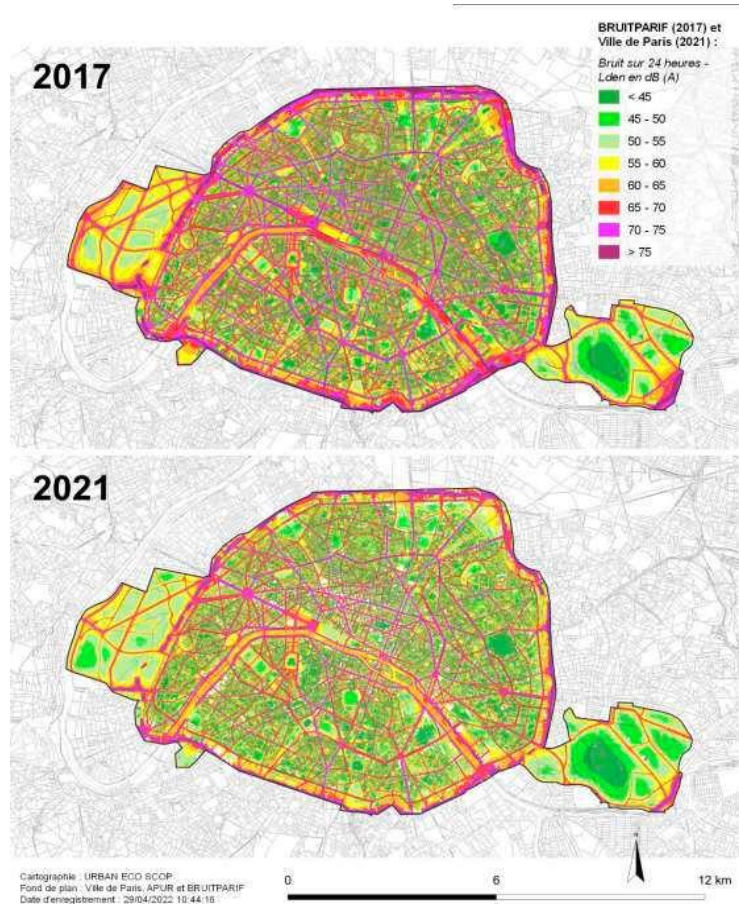 BRUITPARIF (2017) et
Ville de Paris (2021) :
Bruit sur 24 heures -
Lden en dB (A)
< 45
45 - 50
50 - 55
55 - 60
60 - 65
65 - 70
70 - 75
> 75
2017
2021
N
Cartographie : URBAN ECO SCOP
Fond de plan : Ville de Paris, APUR et BRUITPARIF
Date d'enregistrement : 29/04/2022 10:44:16
0
6
12 km